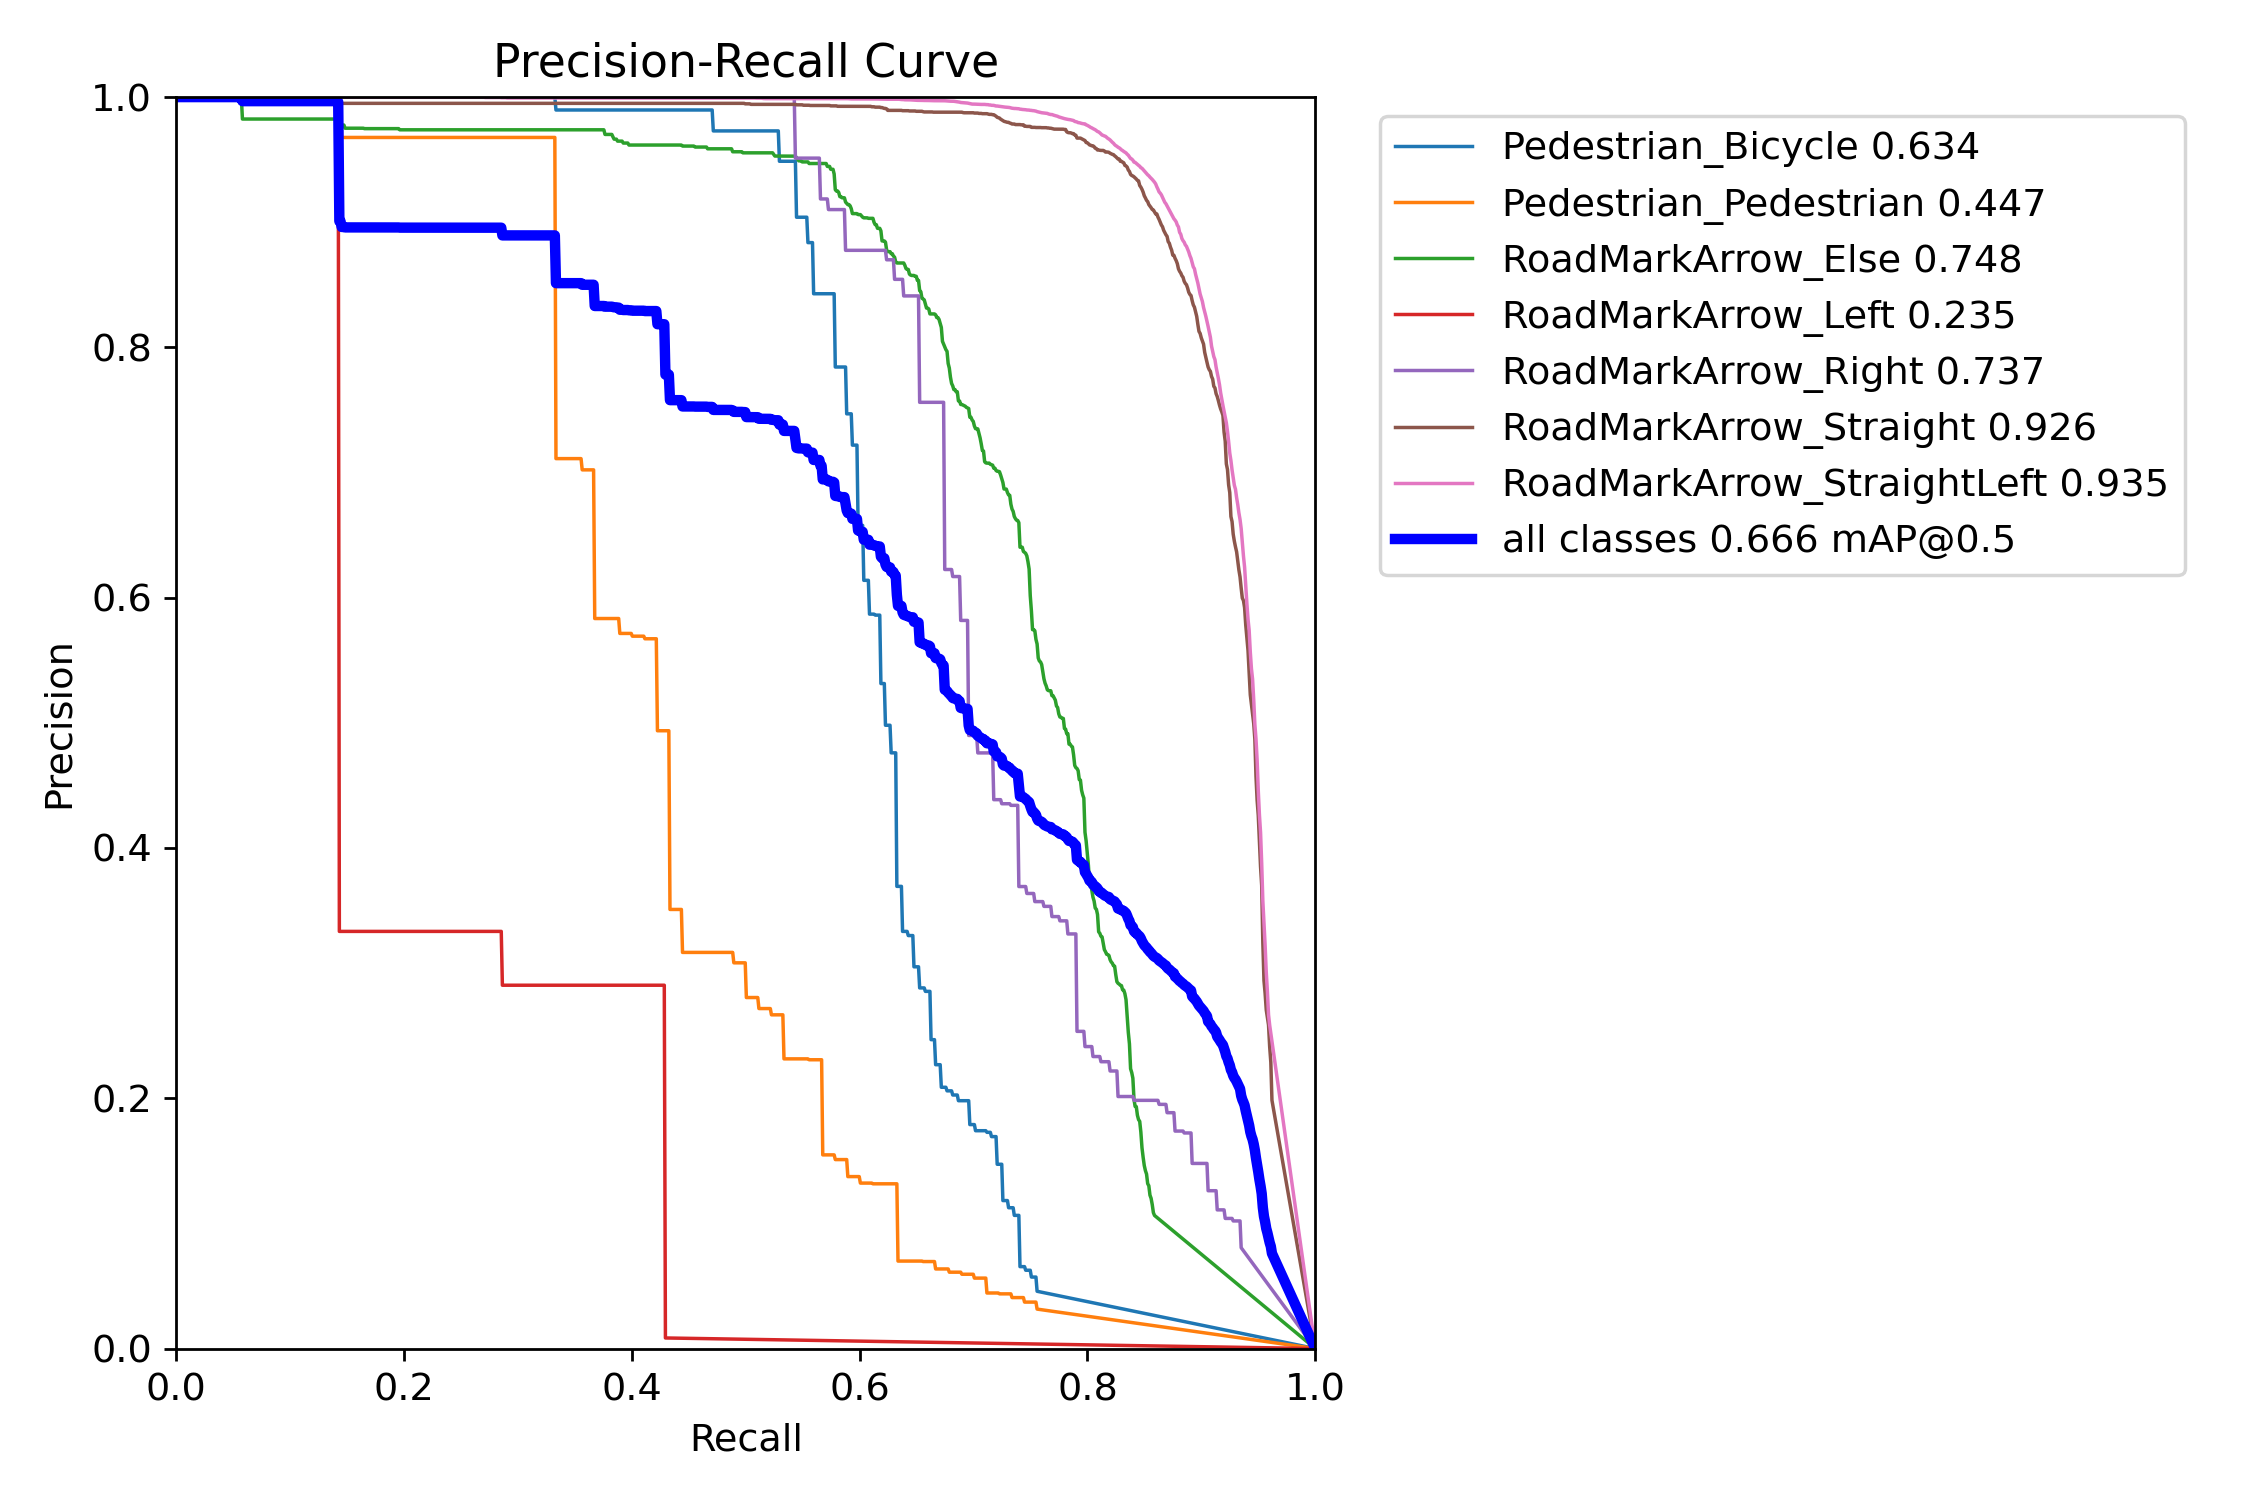 Precision-Recall Curve
1.0
0.8
0.6
0.4
0.2
0.0
Precision
0.0 0.2 0.4 0.6 0.8 1.0
Recall
Pedestrian_Bicycle 0.634
Pedestrian_Pedestrian 0.447
RoadMarkArrow_Else 0.748
RoadMarkArrow_Left 0.235
RoadMarkArrow_Right 0.737
RoadMarkArrow_Straight 0.926
RoadMarkArrow_StraightLeft 0.935
all classes 0.666 mAP@0.5